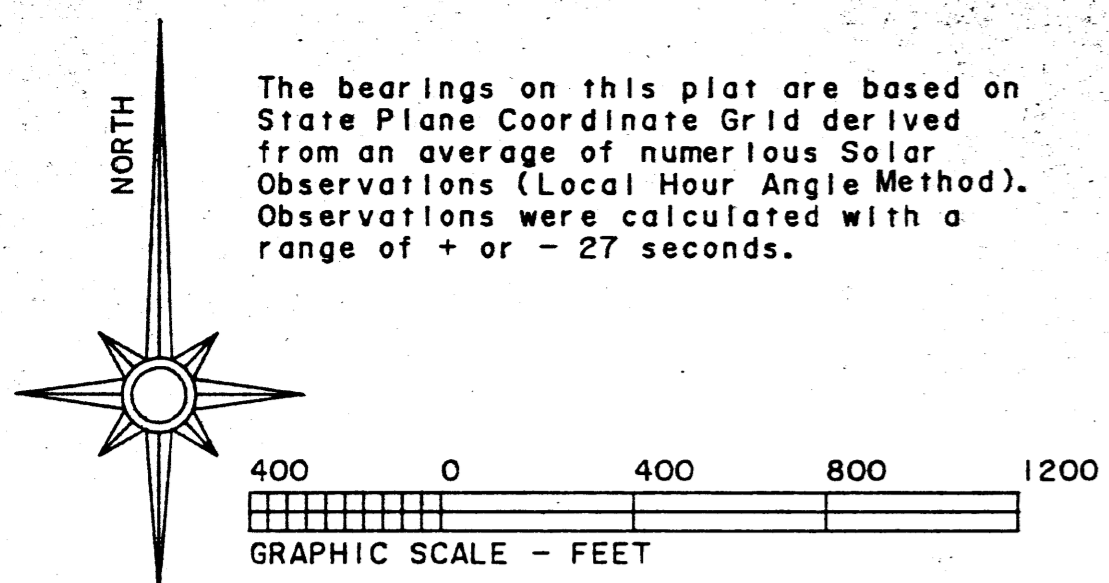 NORTH
The bearings on this plat are based on
State Plane Coordinate Grid derived
from an average of numerious Solar
Observations (Local Hour Angle Method).
Observations were calculated with a
range of + or - 27 seconds.
400 0 400 800 1200
GRAPHIC SCALE - FEET